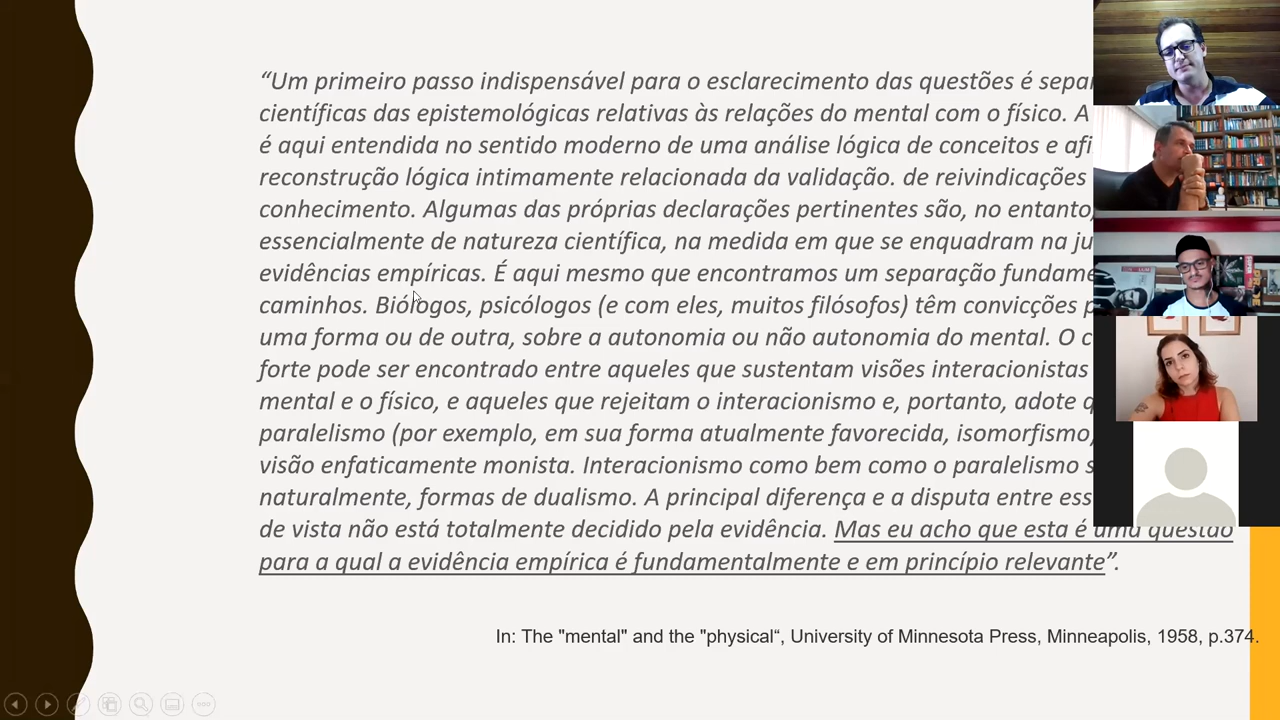 “Um primeiro passo indispensável para o esclarecimento das questões é
científicas das epistemológicas relativas às relações do mental com o físico. A
é aqui entendida no sentido moderno de uma análise lógica de conceitos e
reconstrução lógica intimamente relacionada da validação. de reivindicações
conhecimento. Algumas das próprias declarações pertinentes são, no entanto,
essencialmente de natureza científica, na medida em que se enquadram na
evidências empíricas. É aqui mesmo que encontramos um separação
caminhos. Biólogos, psicólogos (e com eles, muitos filósofos) têm convicções
uma forma ou de outra, sobre a autonomia ou não autonomia do mental. O
forte pode ser encontrado entre aqueles que sustentam visões interacionistas
mental e o físico, e aqueles que rejeitam o interacionismo e, portanto, adote
paralelismo (por exemplo, em sua forma atualmente favorecida, isomorfismo,
visão enfaticamente monista. Interacionismo como bem como o paralelismo
naturalmente, formas de dualismo. A principal diferença e a disputa entre
de vista não está totalmente decidido pela evidência. Mas eu acho que esta é uma questão
para a qual a evidência empírica é fundamentalmente e em princípio relevante”.
In: The "mental" and the "physical“, University of Minnesota Press, Minneapolis, 1958, p.374.